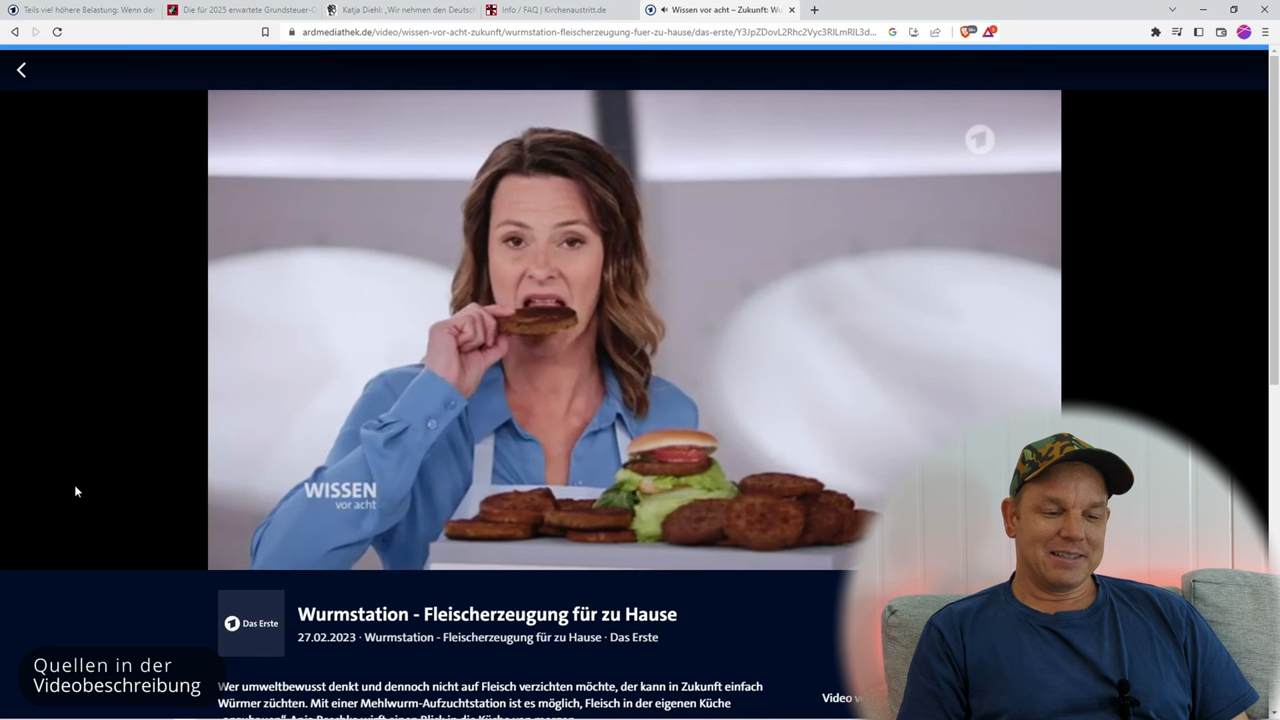 Teils viel höhere Belastung: Wenn der
Die für 2025 erwartete Grundsteuer-
Katja Diehl: „Wir nehmen den Deutsch
Info / FAQ | Kirchenaustritt.de
Wissen vor acht – Zukunft: Wu
ardmediathek.de/video/wissen-vor-acht-zukunft/wurmstation-fleischerzeugung-fuer-zu-hause/das-erste/
WISSEN
vor acht
Das Erste
Wurmstation - Fleischerzeugung für zu Hause
27.02.2023 · Wurmstation - Fleischerzeugung für zu Hause · Das Erste
Quellen in der
Videobeschreibung
Wer umweltbewusst denkt und dennoch nicht auf Fleisch verzichten möchte, der kann in Zukunft einfach
Würmer züchten. Mit einer Mehlwurm-Aufzuchtstation ist es möglich, Fleisch in der eigenen Küche
Video v